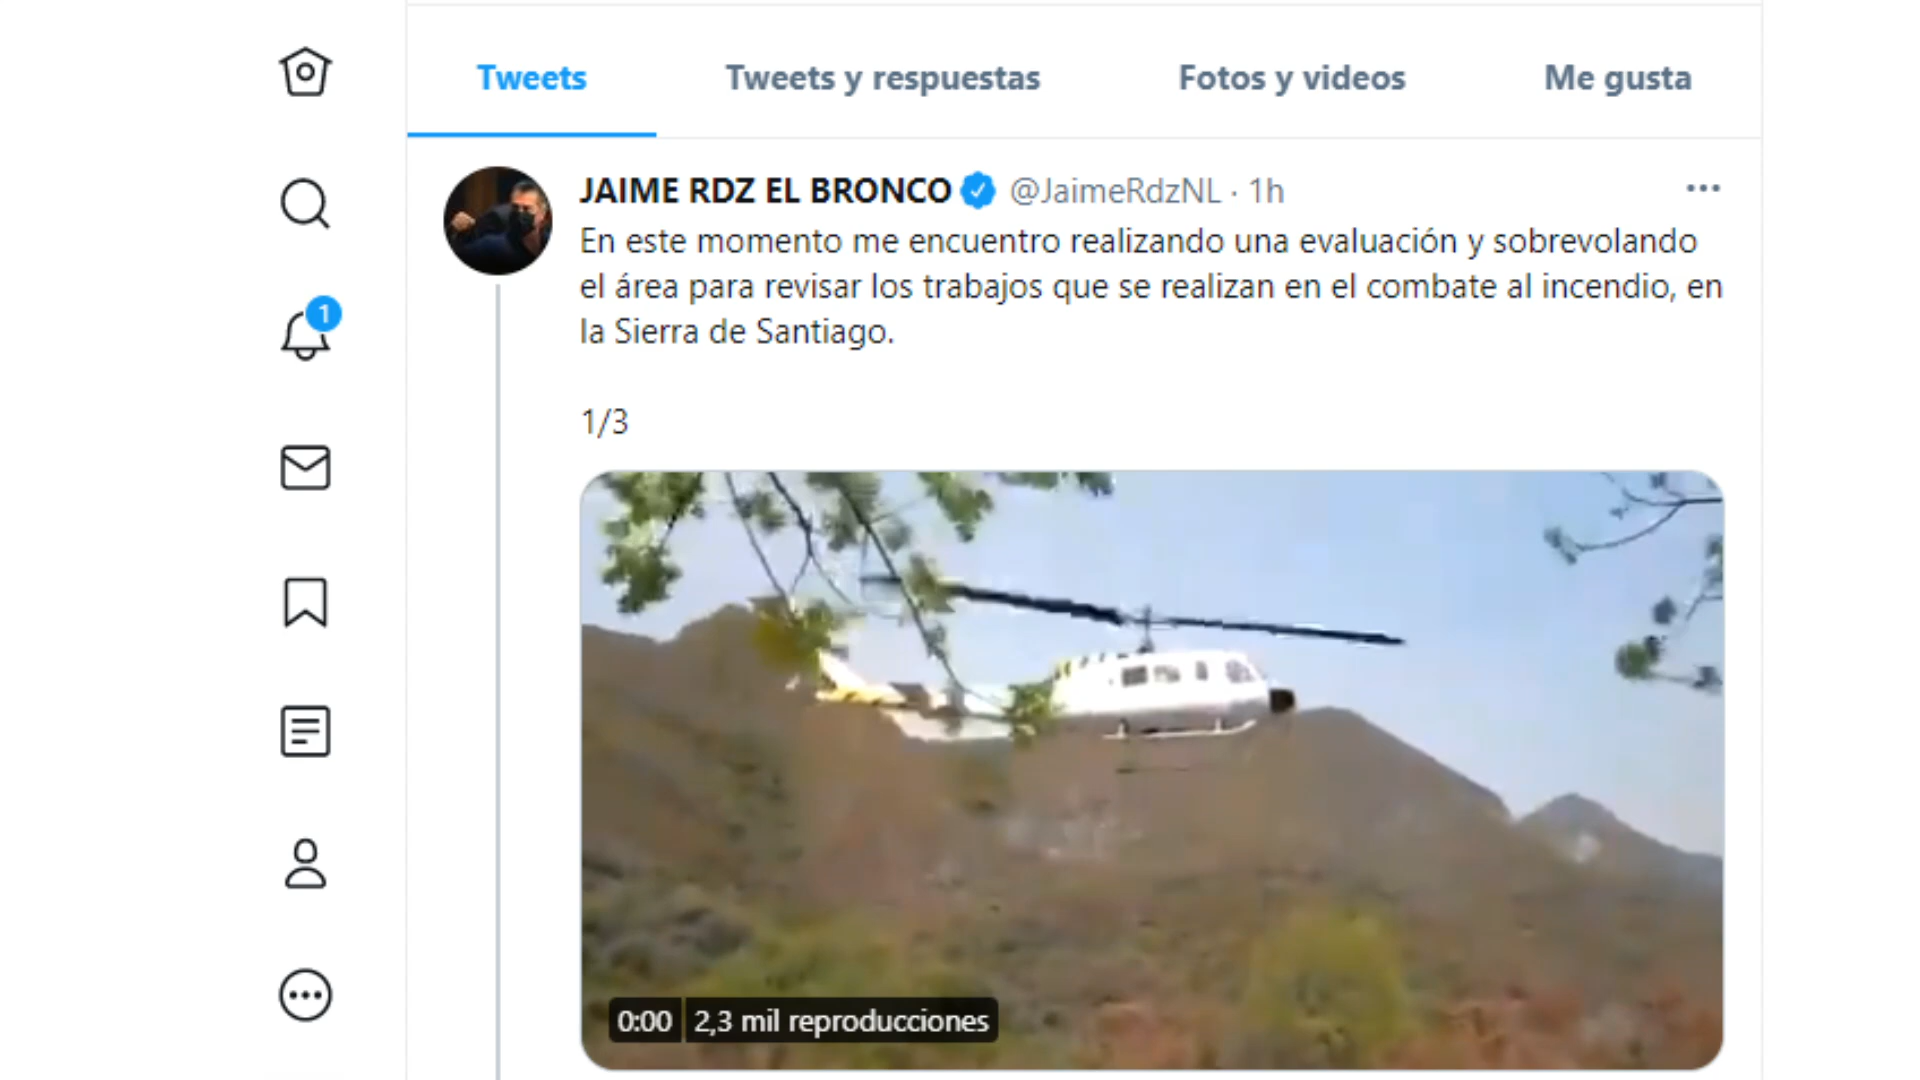 Tweets
Tweets y respuestas
Fotos y videos
Me gusta
1
JAIME RDZ EL BRONCO @JaimeRdzNL · 1h
En este momento me encuentro realizando una evaluación y sobrevolando
el área para revisar los trabajos que se realizan en el combate al incendio, en
la Sierra de Santiago.
1/3
0:00 2,3 mil reproducciones